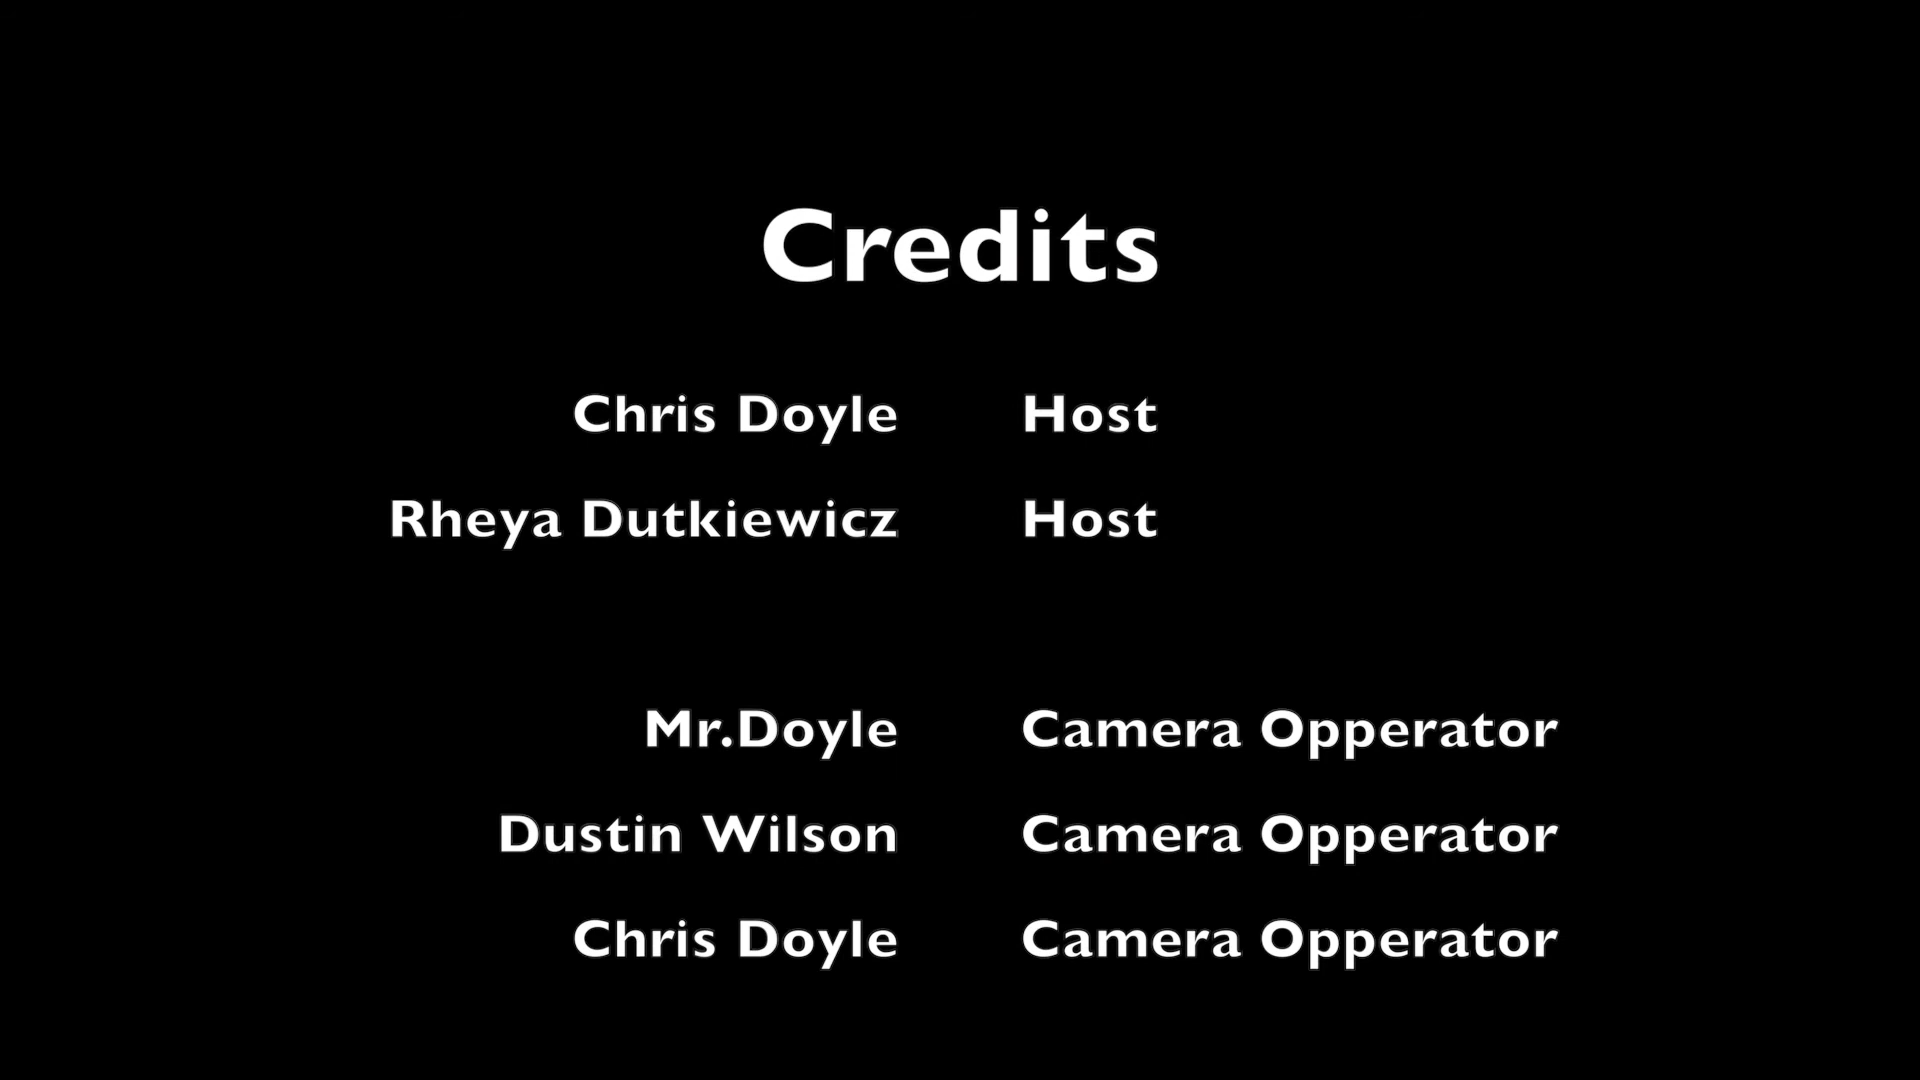 Credits
Chris Doyle Host
Rheya Dutkiewicz Host
Mr.Doyle Camera Opperator
Dustin Wilson Camera Opperator
Chris Doyle Camera Opperator